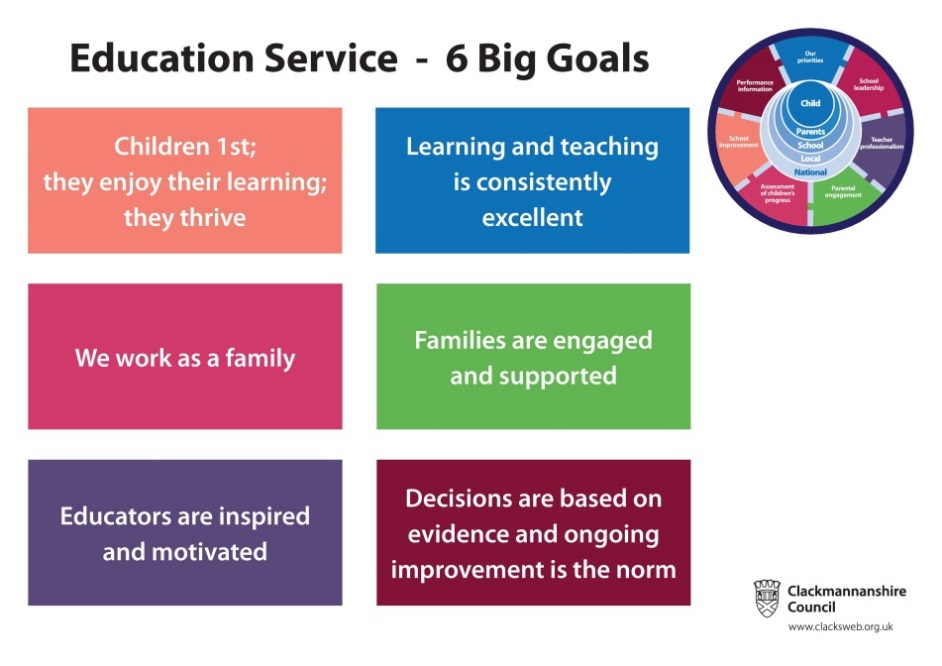 Education Service - 6 Big Goals
Children 1st;
they enjoy their learning;
they thrive
Learning and teaching
is consistently
excellent
We work as a family
Families are engaged
and supported
Educators are inspired
and motivated
Decisions are based on
evidence and ongoing
improvement is the norm
Our
priorities
School
leadership
Teacher
professionalism
Parental
engagement
Assessment
of children's
progress
School
improvement
Performance
information
Child
Parents
School
Local
National
Clackmannanshire
Council
www.clacksweb.org.uk